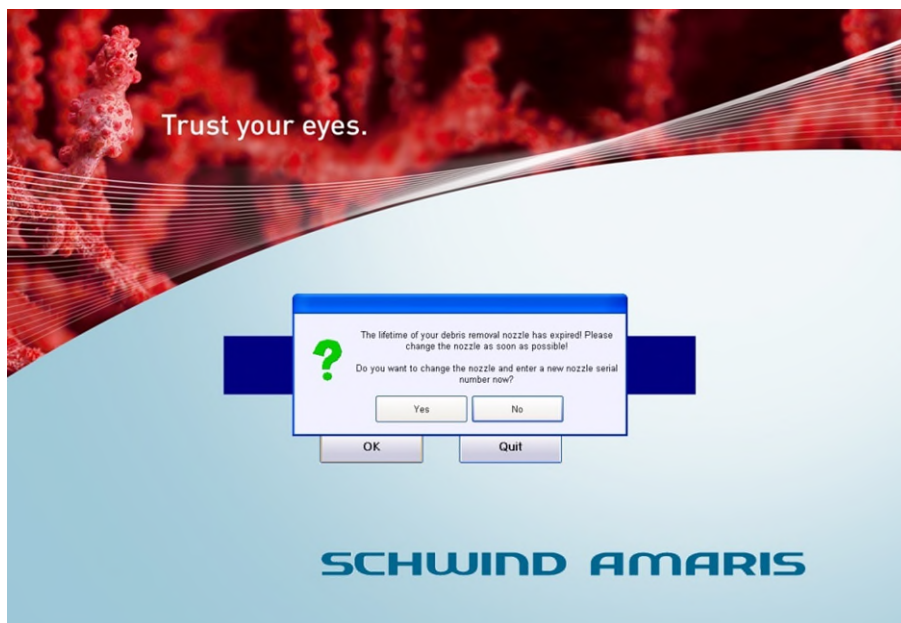 Trust your eyes.
The lifetime of your debris removal nozzle has expired! Please
change the nozzle as soon as possible!
Do you want to change the nozzle and enter a new nozzle serial
number now?
Yes No
OK Quit
SCHWIND AMARIS